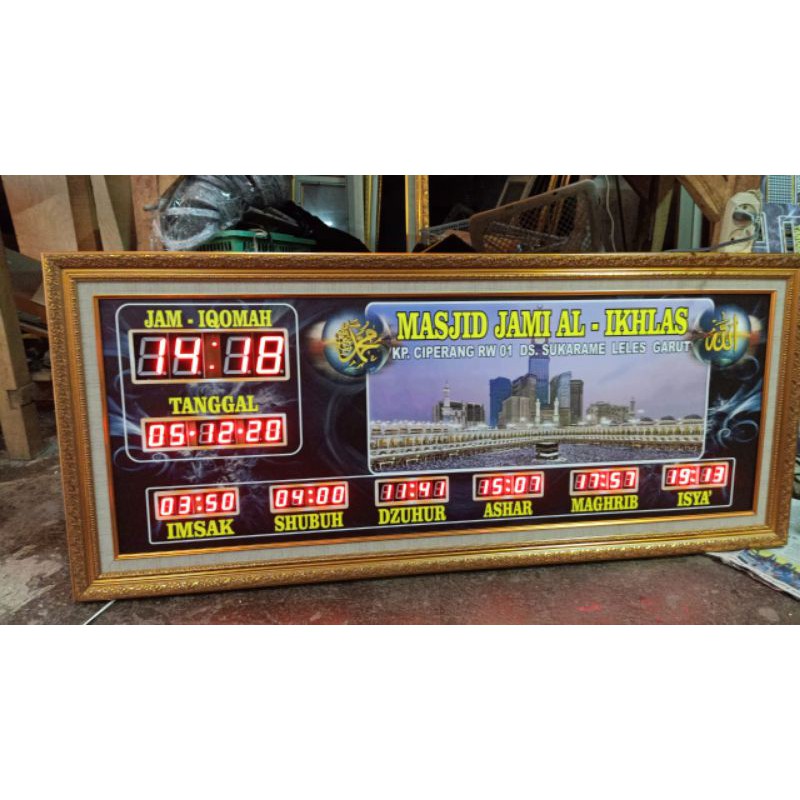 JAM - IQOMAH
14:18
TANGGAL
05-12-20
MASJID JAMI AL - IKHLAS
KP. CIPERANG RW 01 DS. SUKARAME LELES GARUT
محمد
الله
03:50
IMSAK
04:00
SHUBUH
11:41
DZUHUR
15:07
ASHAR
17:57
MAGHRIB
19:13
ISYA'